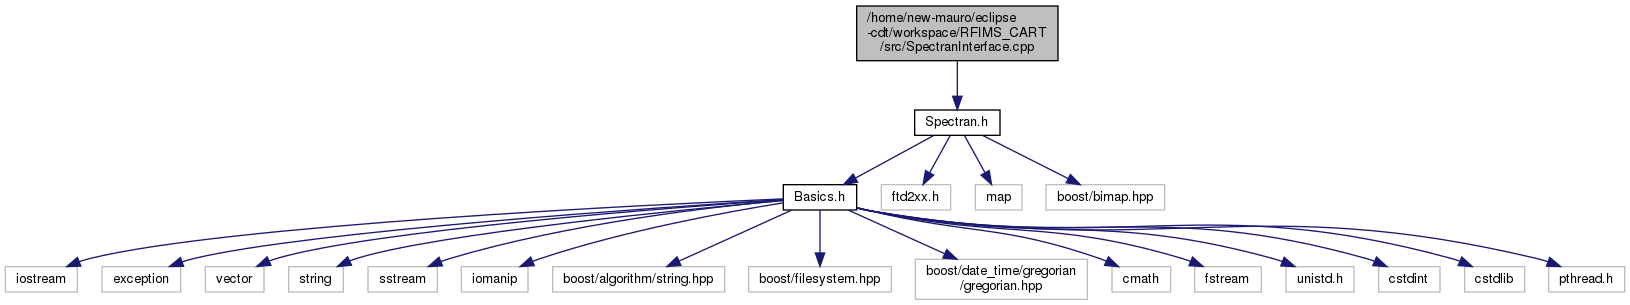 /home/new-mauro/eclipse
-cdt/workspace/RFIMS_CART
/src/SpectranInterface.cpp
Spectran.h
Basics.h
ftd2xx.h
map
boost/bimap.hpp
iostream
exception
vector
string
sstream
iomanip
boost/algorithm/string.hpp
boost/filesystem.hpp
boost/date_time/gregorian
/gregorian.hpp
cmath
fstream
unistd.h
cstdint
cstdlib
pthread.h